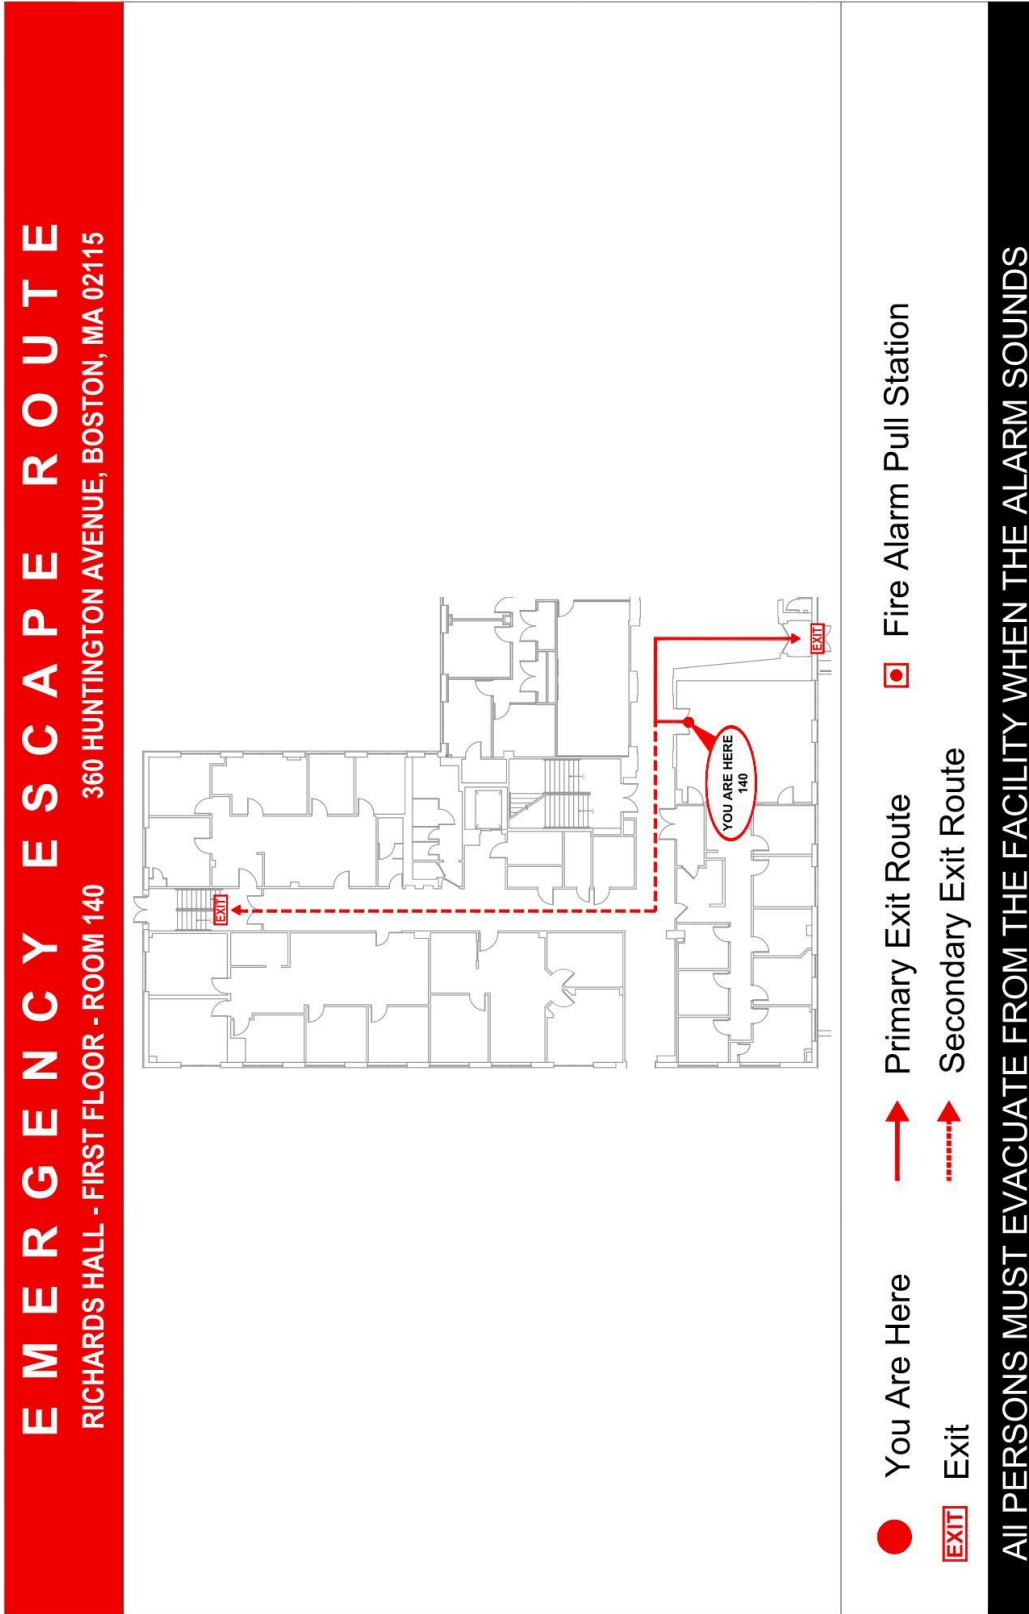 EMERGENCY ESCAPE ROUTE
RICHARDS HALL - FIRST FLOOR - ROOM 140 360 HUNTINGTON AVENUE, BOSTON, MA 02115
EXIT
YOU ARE HERE
140
EXIT
You Are Here
Primary Exit Route
Fire Alarm Pull Station
EXIT Exit
Secondary Exit Route
All PERSONS MUST EVACUATE FROM THE FACILITY WHEN THE ALARM SOUNDS